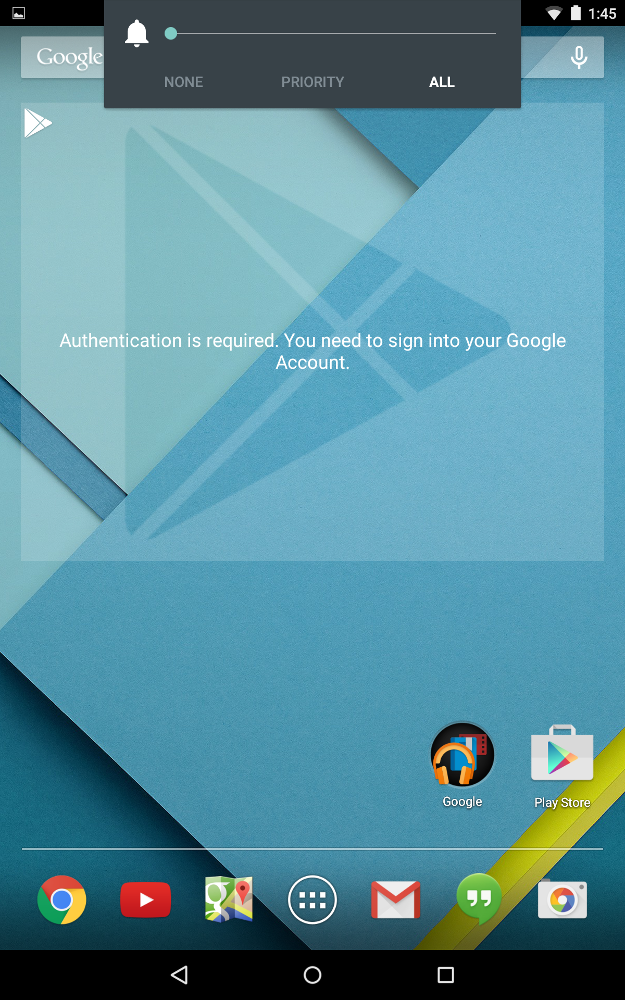 1:45
Google
NONE PRIORITY ALL
Authentication is required. You need to sign into your Google
Account.
Google Play Store